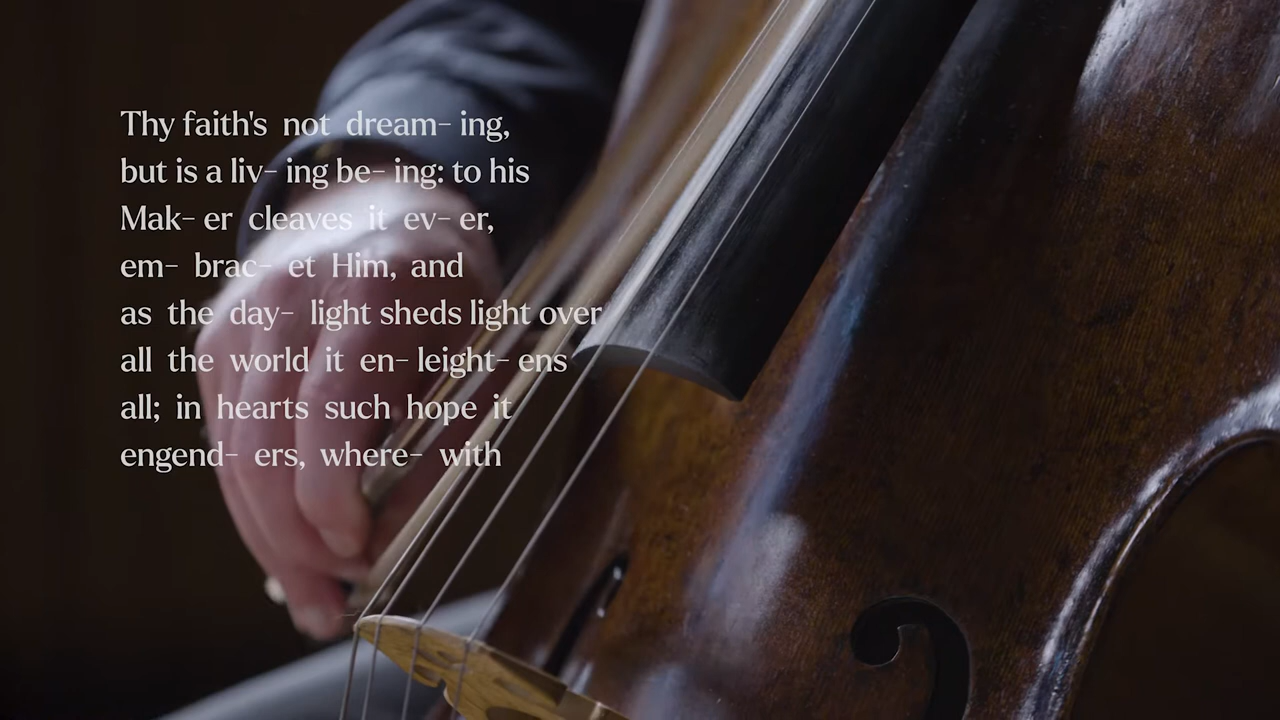 Thy faith's not dream- ing,
but is a liv- ing be- ing: to his
Mak- er cleaves it ev- er,
em- brac- et Him, and
as the day- light sheds light over
all the world it en- leight- ens
all; in hearts such hope it
engend- ers, where- with